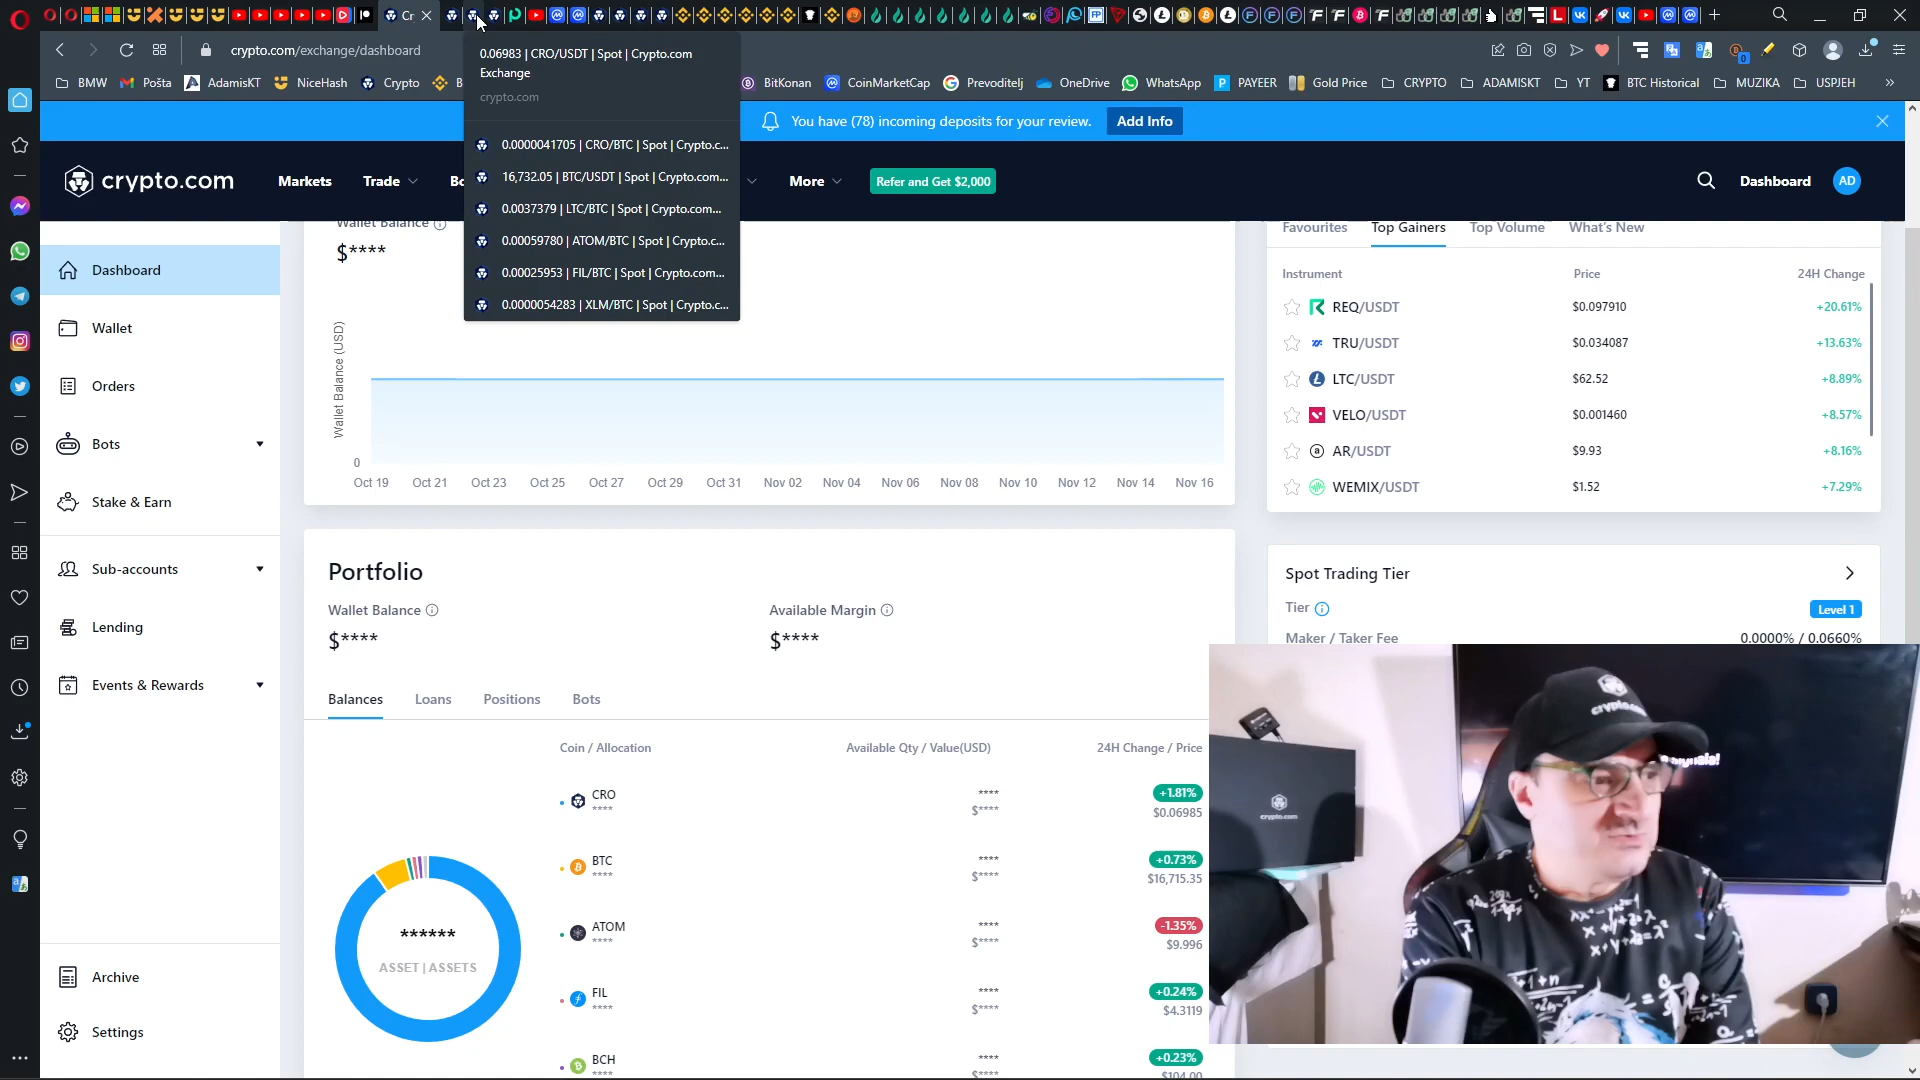 Cr
crypto.com/exchange/dashboard
BMW
Pošta
AdamisKT
NiceHash
Crypto
B
BitKonan
CoinMarketCap
Prevoditelj
OneDrive
WhatsApp
PAYEER
Gold Price
CRYPTO
ADAMISKT
YT
BTC Historical
MUZIKA
USPJEH
0.06983 | CRO/USDT | Spot | Crypto.com
Exchange
crypto.com
0.0000041705 | CRO/BTC | Spot | Crypto.c...
16,732.05 | BTC/USDT | Spot | Crypto.com...
0.0037379 | LTC/BTC | Spot | Crypto.com...
0.00059780 | ATOM/BTC | Spot | Crypto.c...
0.00025953 | FIL/BTC | Spot | Crypto.com...
0.0000054283 | XLM/BTC | Spot | Crypto.c...
You have (78) incoming deposits for your review.
Add Info
crypto.com
Markets
Trade
More
Refer and Get $2,000
Dashboard
AD
Dashboard
Wallet
Orders
Bots
Stake & Earn
Sub-accounts
Lending
Events & Rewards
Archive
Settings
Wallet Balance
$****
Wallet Balance (USD)
0
Oct 19 Oct 21 Oct 23 Oct 25 Oct 27 Oct 29 Oct 31 Nov 02 Nov 04 Nov 06 Nov 08 Nov 10 Nov 12 Nov 14 Nov 16
Favourites Top Gainers Top Volume What's New
Instrument Price 24H Change
REQ/USDT $0.097910 +20.61%
TRU/USDT $0.034087 +13.63%
LTC/USDT $62.52 +8.89%
VELO/USDT $0.001460 +8.57%
AR/USDT $9.93 +8.16%
WEMIX/USDT $1.52 +7.29%
Portfolio
Wallet Balance Available Margin
$**** $****
Balances Loans Positions Bots
Coin / Allocation Available Qty / Value(USD) 24H Change / Price
CRO **** +1.81%
**** $**** $0.06985
BTC **** +0.73%
**** $**** $16,715.35
ATOM **** -1.35%
**** $**** $9.996
FIL **** +0.24%
**** $**** $4.3119
BCH **** +0.23%
**** $**** $104.00
******
ASSET | ASSETS
Spot Trading Tier
Tier
Level 1
Maker / Taker Fee 0.0000% / 0.0660%
crypto.com
crypto.com